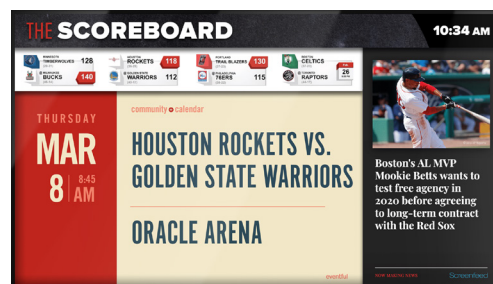 THE SCOREBOARD
10:34 AM
TIMBERWOLVES 128
BUCKS 140
ROCKETS 118
WARRIORS 112
TRAIL BLAZERS 130
76ERS 115
CELTICS
RAPTORS
26
THURSDAY
MAR
8 8:45 AM
community calendar
HOUSTON ROCKETS VS.
GOLDEN STATE WARRIORS
ORACLE ARENA
eventful
Boston's AL MVP
Mookie Betts wants to
test free agency in
2020 before agreeing
to long-term contract
with the Red Sox
Screenfeed